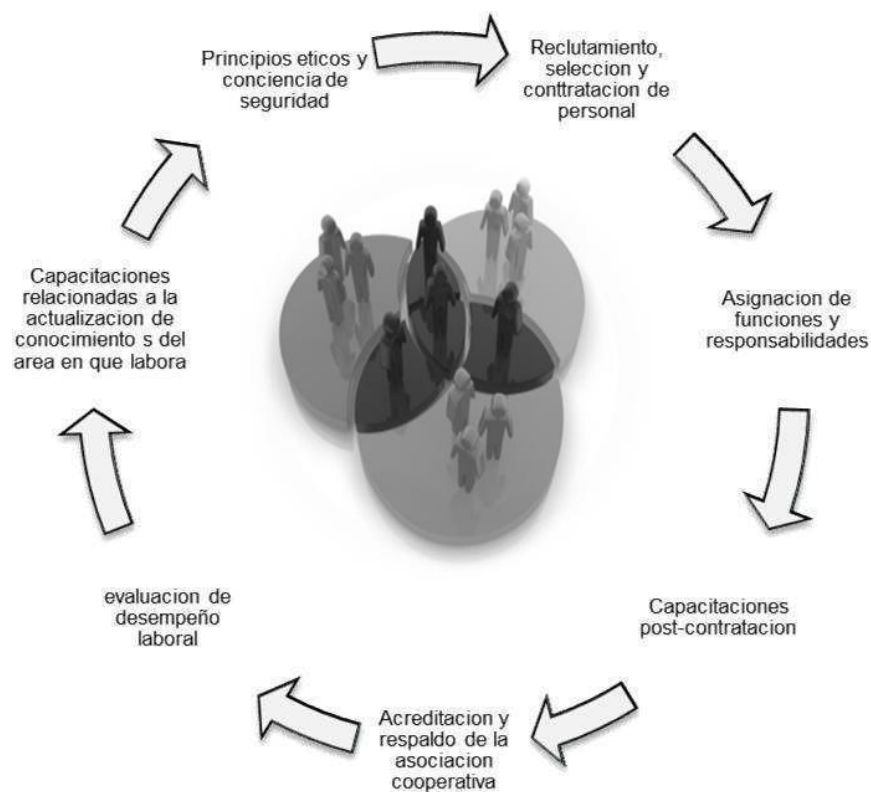 Principios eticos y
conciencia de
seguridad
Reclutamiento,
seleccion y
conttratacion de
personal
Asignacion de
funciones y
responsabilidades
Capacitaciones
post-contratacion
Acreditacion y
respaldo de la
asociacion
cooperativa
evaluacion de
desempeño
laboral
Capacitaciones
relacionadas a la
actualizacion de
conocimiento s del
area en que labora